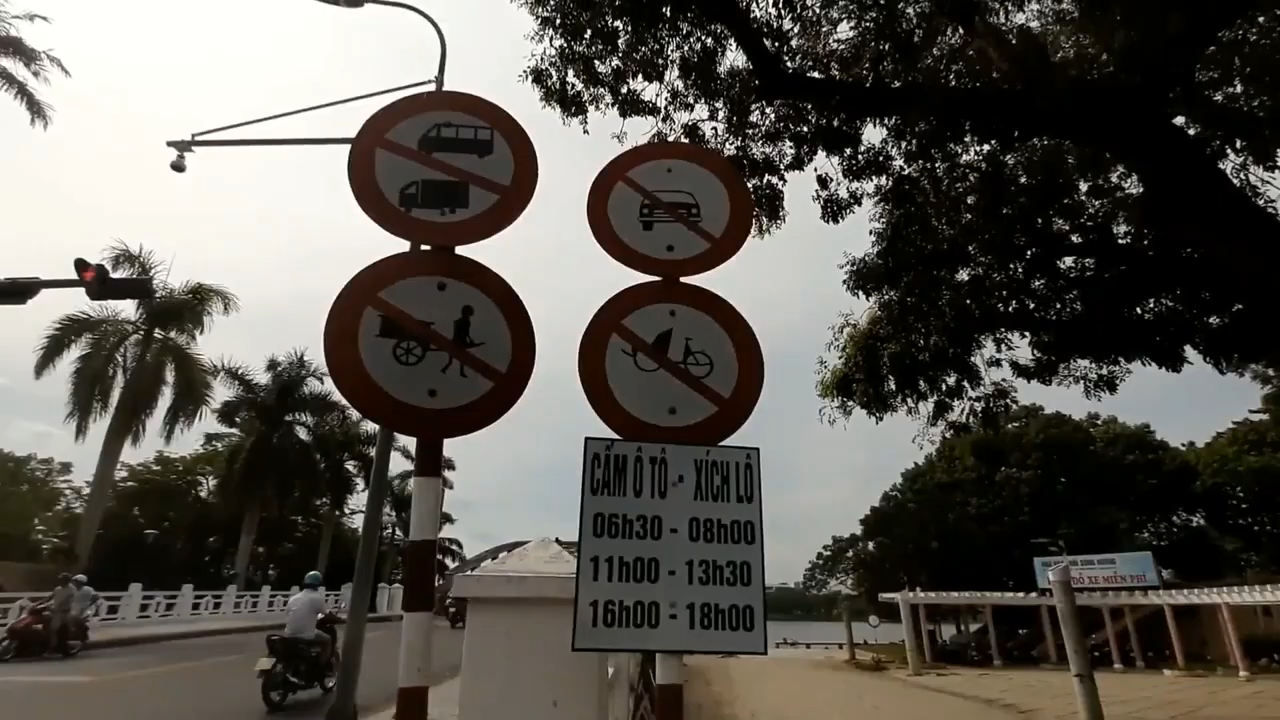 CẤM Ô TÔ - XÍCH LÔ
06h30 - 08h00
11h00 - 13h30
16h00 - 18h00
ĐỖ XE MIỄN PHÍ